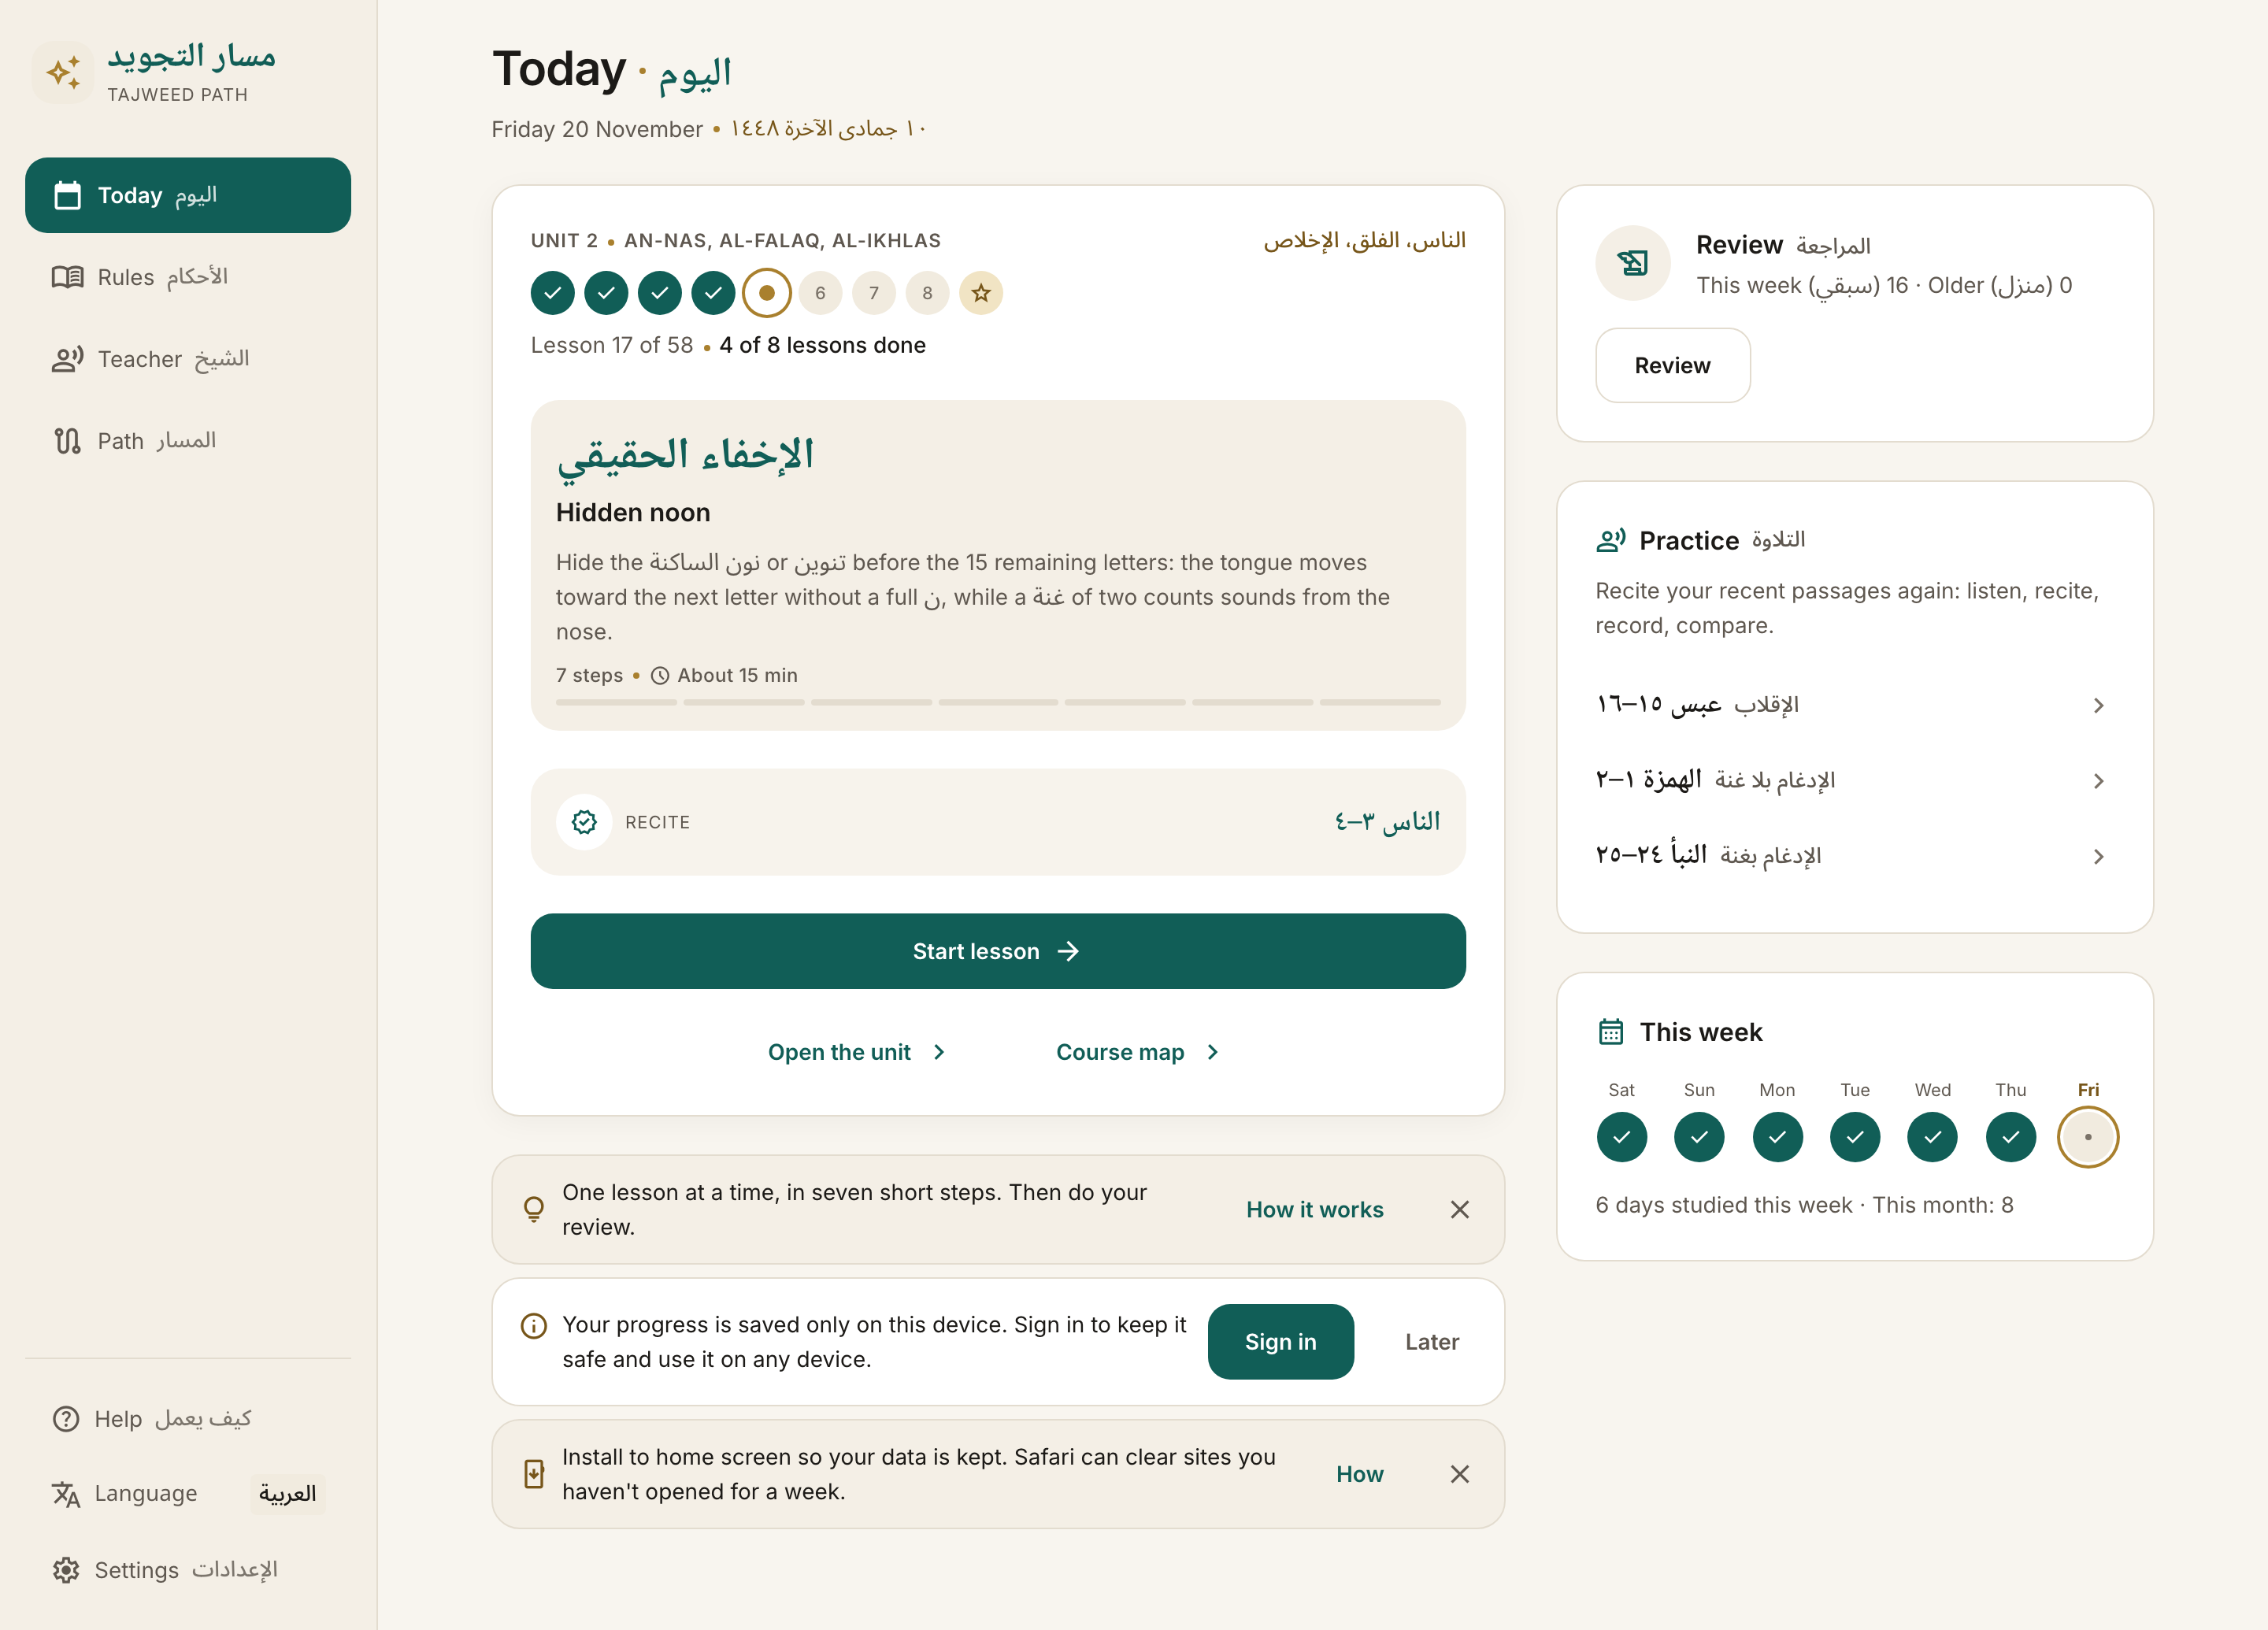 مسار التجويد
TAJWEED PATH
Today اليوم
Rules الأحكام
Teacher الشيخ
Path المسار
Help كيف يعمل
Language العربية
Settings الإعدادات
Today · اليوم
Friday 20 November • ١٠ جمادى الآخرة ١٤٤٨
UNIT 2 • AN-NAS, AL-FALAQ, AL-IKHLAS
الناس، الفلق، الإخلاص
6 7 8
Lesson 17 of 58 • 4 of 8 lessons done
الإخفاء الحقيقي
Hidden noon
Hide the نون الساكنة or تنوين before the 15 remaining letters: the tongue moves
toward the next letter without a full ن, while a غنة of two counts sounds from the
nose.
7 steps • About 15 min
RECITE
الناس ٣–٤
Start lesson
Open the unit
Course map
One lesson at a time, in seven short steps. Then do your
review.
How it works
Your progress is saved only on this device. Sign in to keep it
safe and use it on any device.
Sign in
Later
Install to home screen so your data is kept. Safari can clear sites you
haven't opened for a week.
How
Review المراجعة
This week (سبقي) 16 · Older (منزل) 0
Review
Practice التلاوة
Recite your recent passages again: listen, recite,
record, compare.
عبس ١٥–١٦ الإقلاب
الهمزة ١–٢ الإدغام بلا غنة
النبأ ٢٤–٢٥ الإدغام بغنة
This week
Sat Sun Mon Tue Wed Thu Fri
6 days studied this week · This month: 8